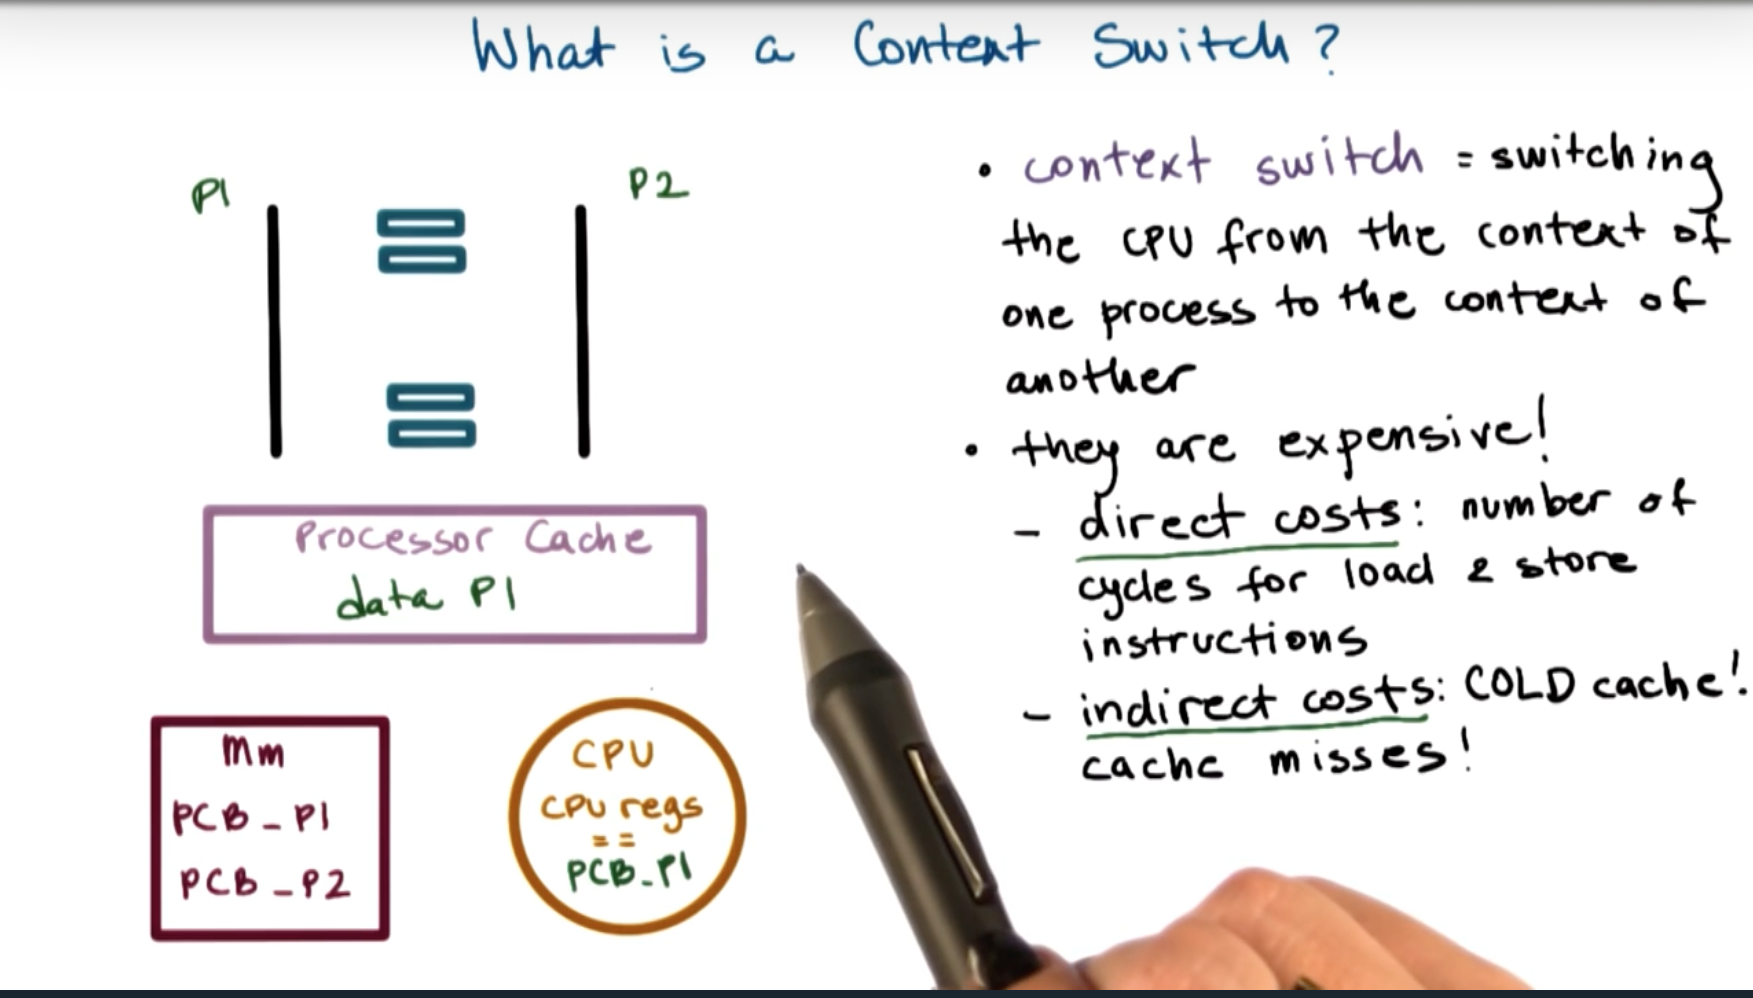 What is a Context Switch?
P1
P2
Processor Cache
data P1
Mm
PCB_P1
PCB_P2
CPU
CPU regs
==
PCB_P1
• context switch = switching
the CPU from the context of
one process to the context of
another
• they are expensive!
- direct costs: number of
cycles for load & store
instructions
- indirect costs: COLD cache!
cache misses!